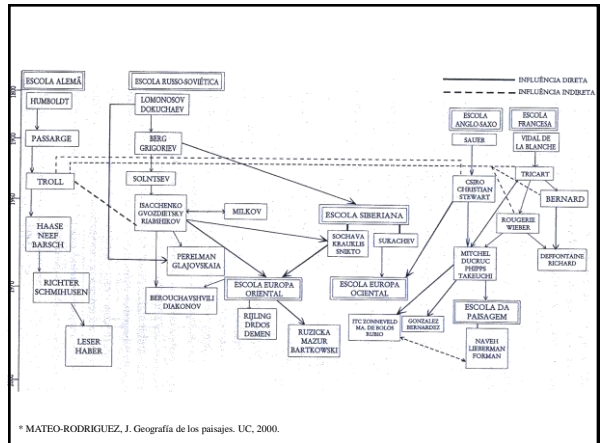 ESCOLA ALEMÃ
ESCOLA RUSSO-SOVIÉTICA
INFLUÊNCIA DIRETA
INFLUÊNCIA INDIRETA
1800
HUMBOLDT
LOMONOSOV
DOKUCHAEV
ESCOLA
ANGLO-SAXO
ESCOLA
FRANCESA
1900
PASSARGE
BERG
GRIGORIEV
SAUER
VIDAL DE
LA BLANCHE
TROLL
SOLNTSEV
TRICART
CSIRO
CHRISTIAN
STEWART
BERNARD
ISACCHENKO
GVOZDIETSKY
RIABSHIKOV
MILKOV
ESCOLA SIBERIANA
ROUGERIE
WIEBER
HAASE
NEEF
BARSCH
SOCHAVA
KRAUKLIS
SNIKTO
SUKACHEV
MITCHEL
DUCRUC
PHIPPS
TAKEUCHI
DEFFONTAINE
RICHARD
PERELMAN
GLAJOVSKAIA
1970
RICHTER
SCHMIHUSEN
BEROUCHAVSHVILI
DIAKONOV
ESCOLA EUROPA
ORIENTAL
ESCOLA EUROPA
OCIENTAL
ESCOLA DA
PAISAGEM
RIJLING
DRDOS
DEMEN
RUZICKA
MAZUR
BARTKOWSKI
ITC ZONNEVELD
MA. DE BOLOS
RUBIO
GONZALEZ
BERNARDEZ
LESER
HABER
NAVEH
LIEBERMAN
FORMAN
* MATEO-RODRIGUEZ, J. Geografía de los paisajes. UC, 2000.